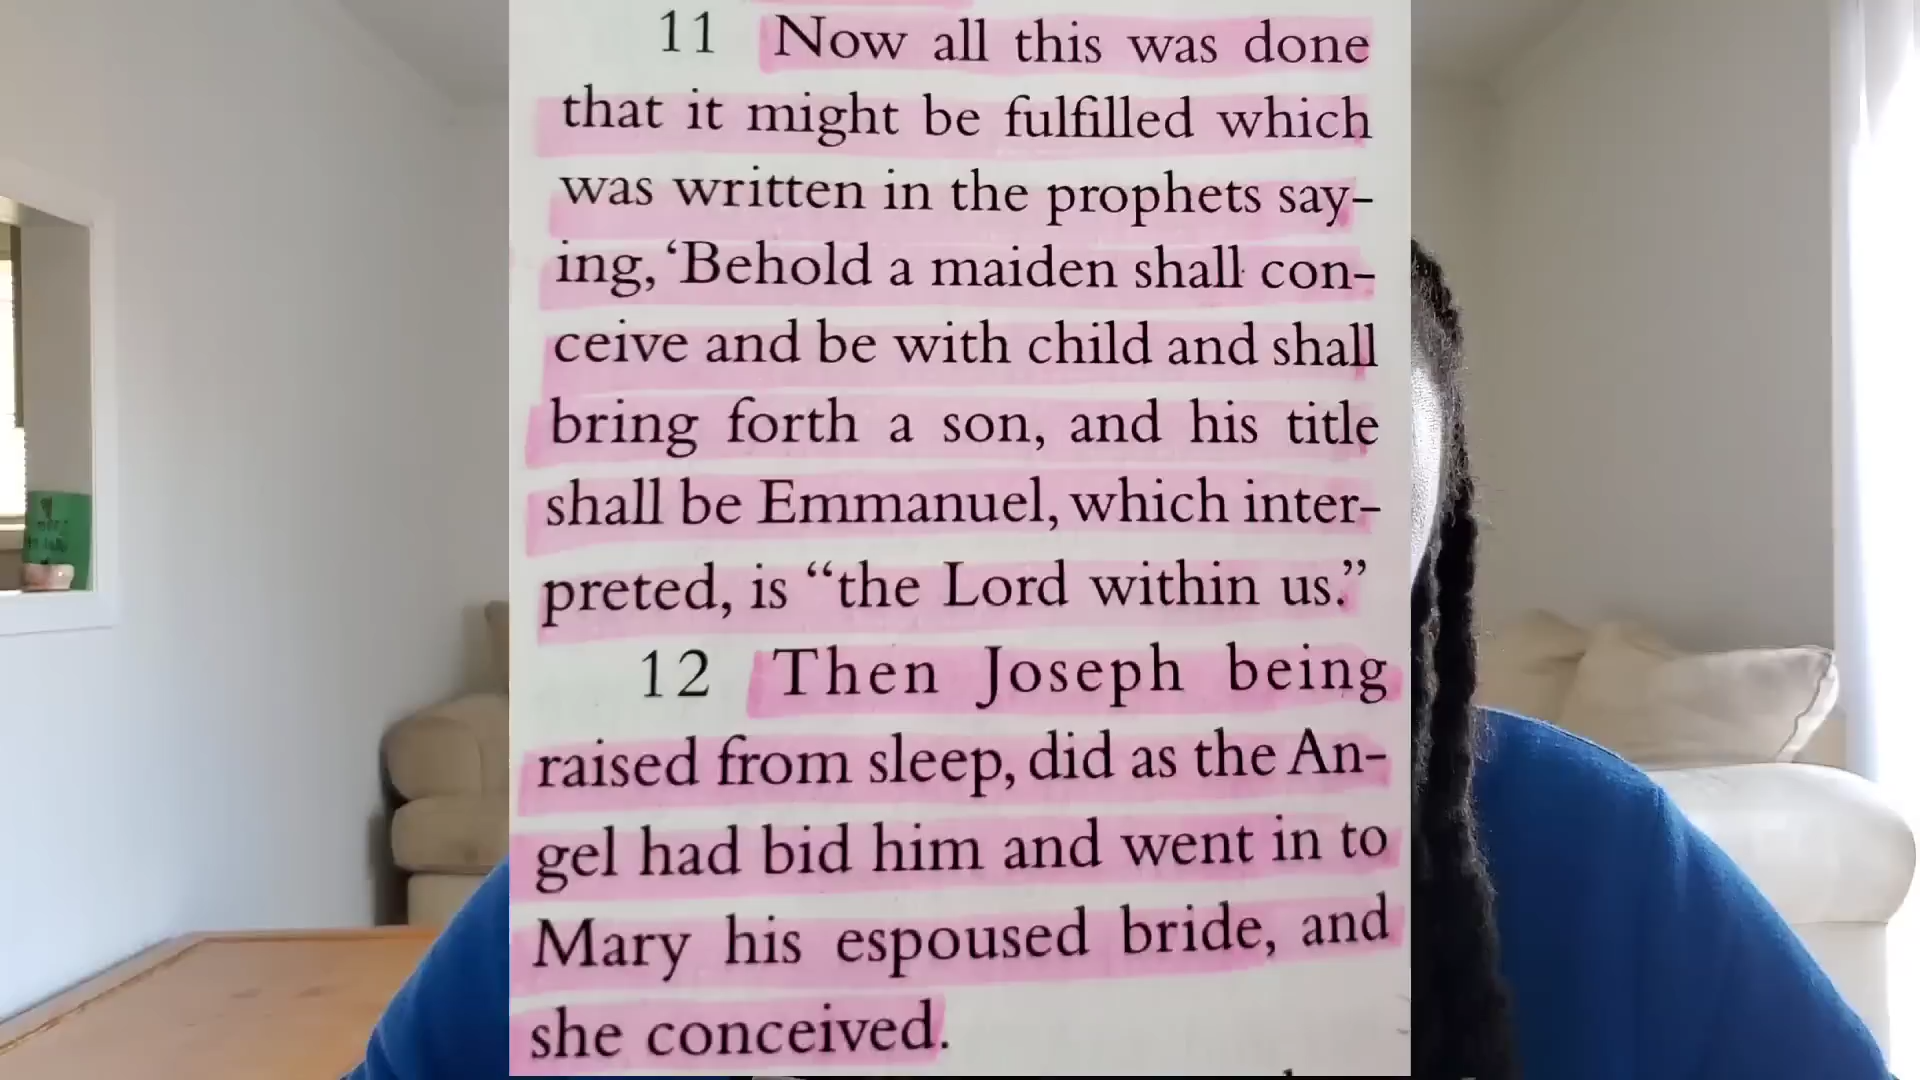 11 Now all this was done
that it might be fulfilled which
was written in the prophets say-
ing, ‘Behold a maiden shall con-
ceive and be with child and shall
bring forth a son, and his title
shall be Emmanuel, which inter-
preted, is “the Lord within us.”
12 Then Joseph being
raised from sleep, did as the An-
gel had bid him and went in to
Mary his espoused bride, and
she conceived.